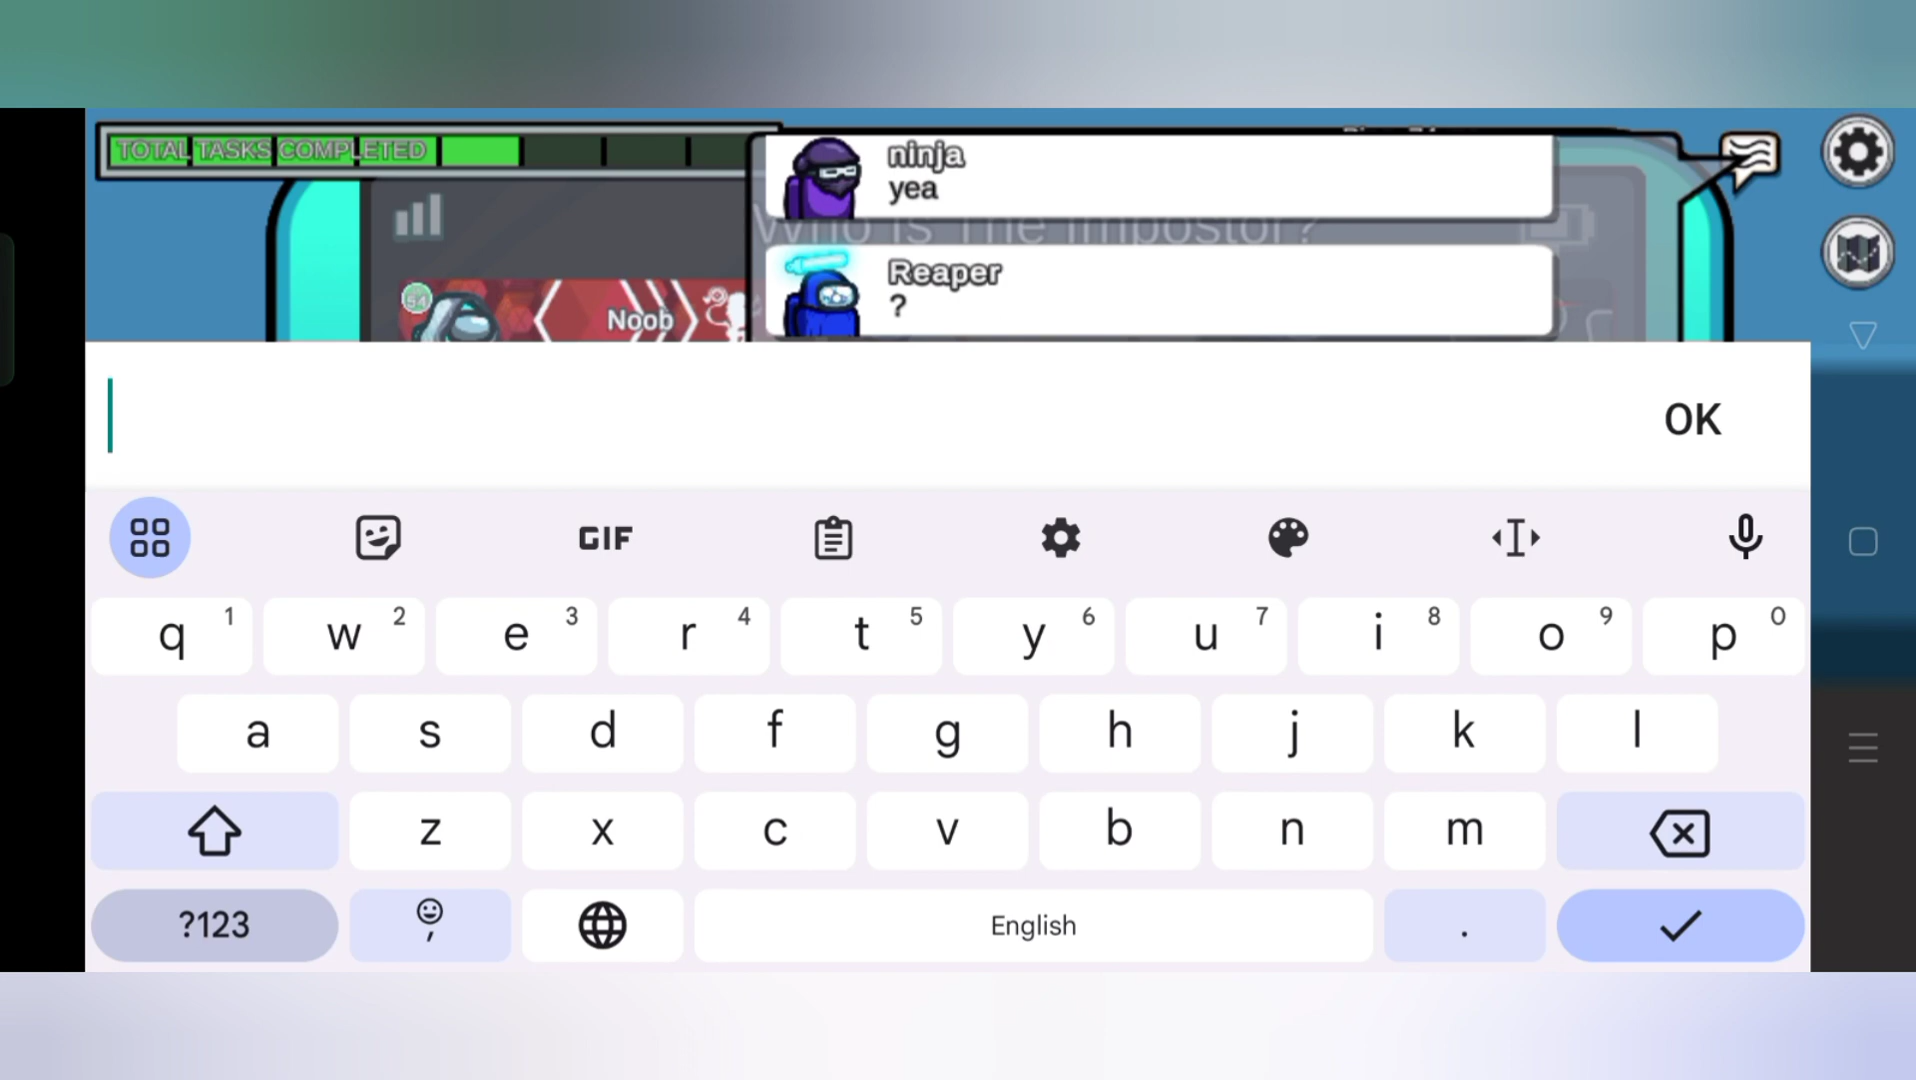 TOTAL TASKS COMPLETED
ninja
yea
Who Is The Impostor?
Reaper
?
54
Noob
OK
GIF
q 1 w 2 e 3 r 4 t 5 y 6 u 7 i 8 o 9 p 0
a s d f g h j k l
z x c v b n m
?123 , English .